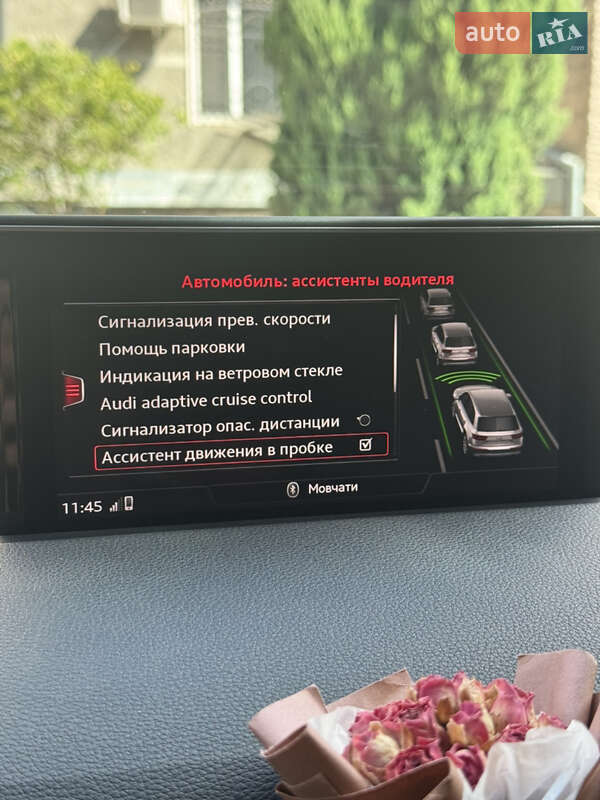 auto RIA
.com
Автомобиль: ассистенты водителя
Сигнализация прев. скорости
Помощь парковки
Индикация на ветровом стекле
Audi adaptive cruise control
Сигнализатор опас. дистанции
Ассистент движения в пробке
Мовчати
11:45